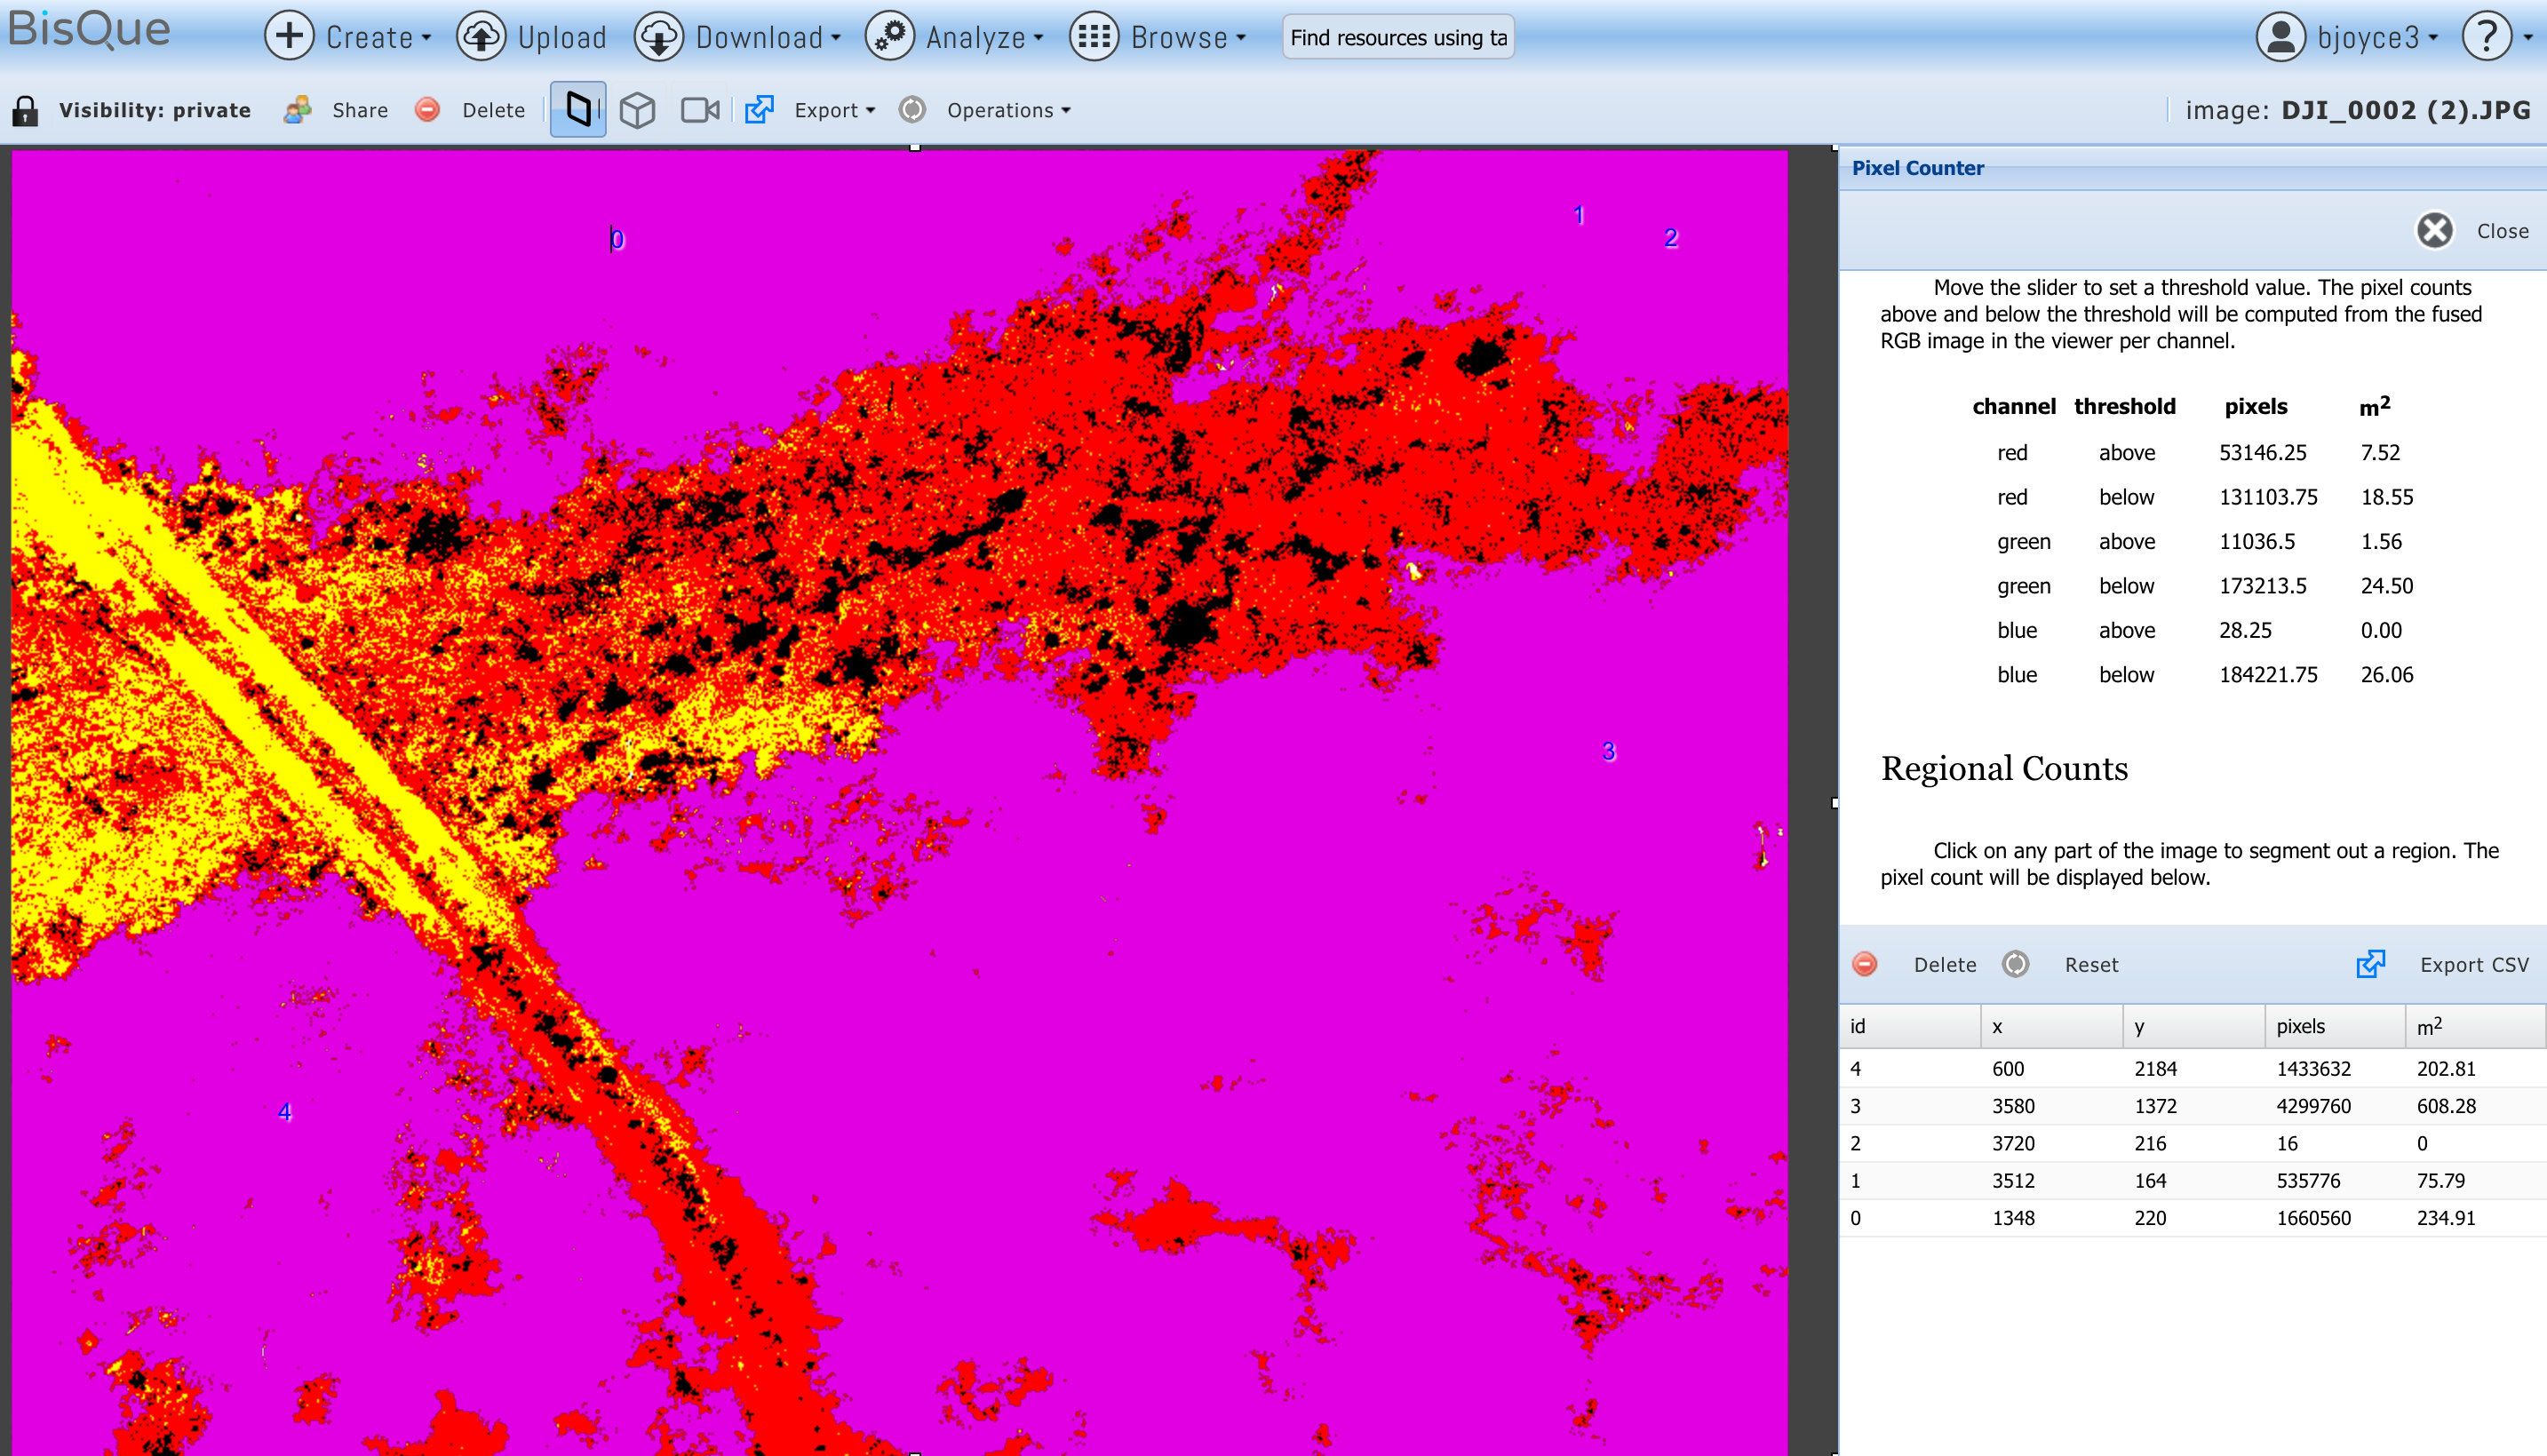 BisQue Create Upload Download Analyze Browse Find resources using ta bjoyce3 ?
Visibility: private Share Delete Export Operations image: DJI_0002 (2).JPG
Pixel Counter
Close
Move the slider to set a threshold value. The pixel counts
above and below the threshold will be computed from the fused
RGB image in the viewer per channel.
channel threshold pixels m²
red above 53146.25 7.52
red below 131103.75 18.55
green above 11036.5 1.56
green below 173213.5 24.50
blue above 28.25 0.00
blue below 184221.75 26.06
Regional Counts
Click on any part of the image to segment out a region. The
pixel count will be displayed below.
Delete Reset Export CSV
id x y pixels m²
4 600 2184 1433632 202.81
3 3580 1372 4299760 608.28
2 3720 216 16 0
1 3512 164 535776 75.79
0 1348 220 1660560 234.91
0
1
2
3
4